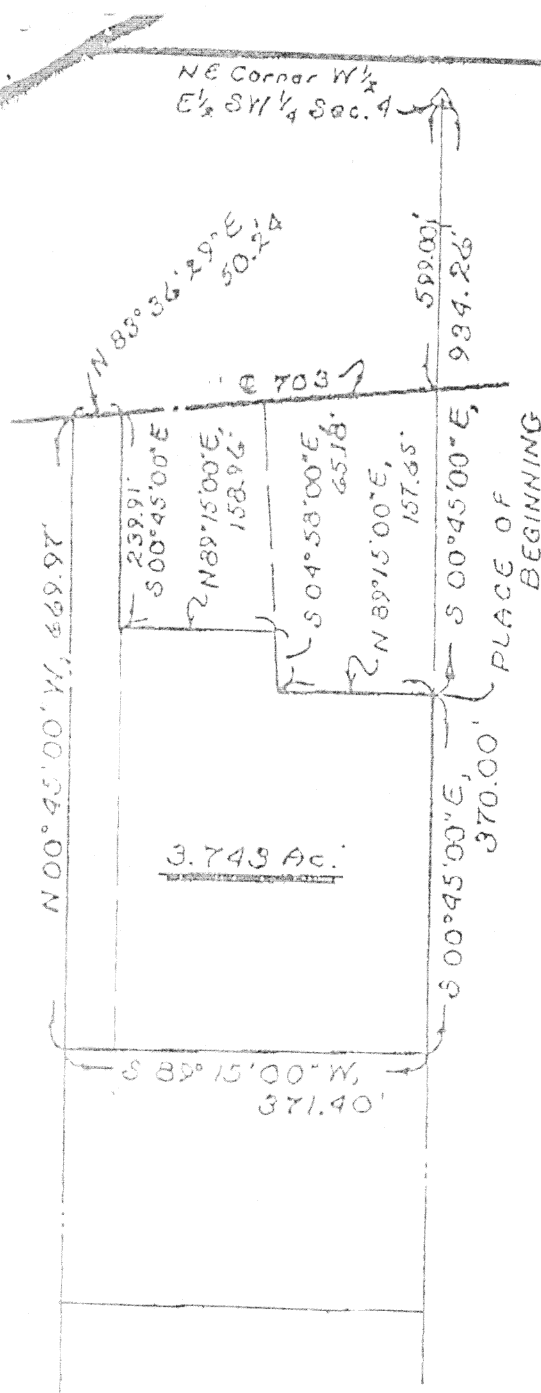 NE Corner W½
E½ SW¼ Sec. 4
N 83°36'29"E
50.24
599.00'
934.26'
S 00°45'00"E,
℄ 703
239.91'
S 00°45'00"E
N89°15'00"E,
158.96'
S 04°58'00"E,
65.18'
N 89°15'00"E,
157.65'
PLACE OF
BEGINNING
N 00°45'00" W, 669.97'
3.743 Ac.
S 00°45'00"E,
370.00'
S 89°15'00" W,
371.40'